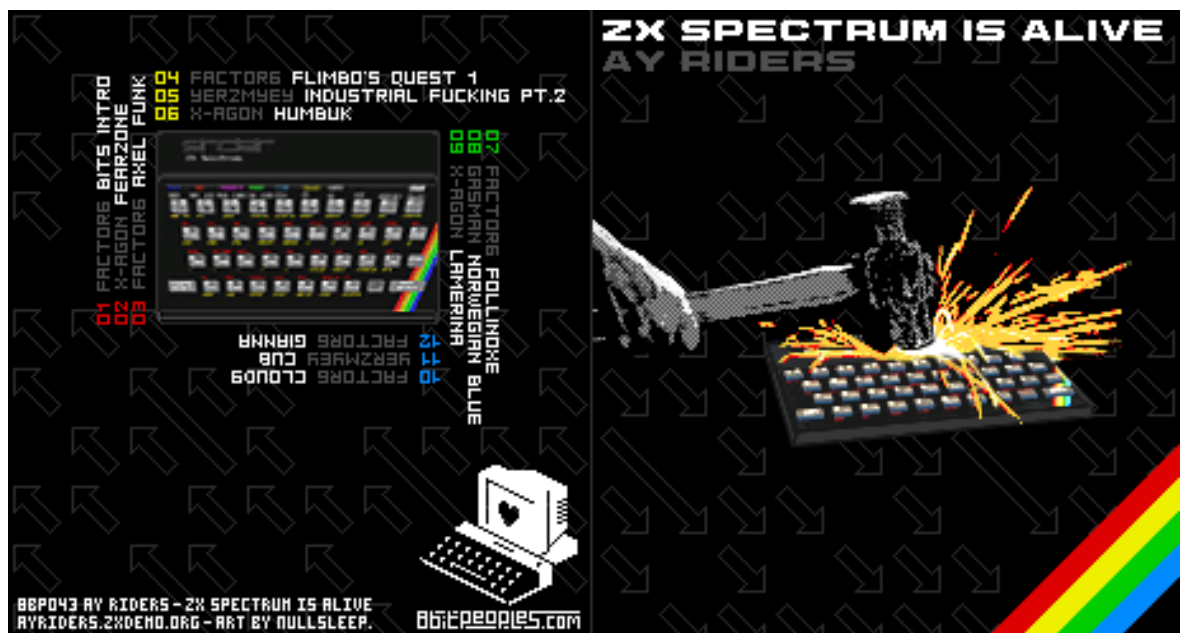 01 FACTOR6 BITS INTRO
02 X-AGON FEARZONE
03 FACTOR6 AXEL FUNK
04 FACTOR6 FLIMBO'S QUEST 1
05 YERZMYEY INDUSTRIAL FUCKING PT.2
06 X-AGON HUMBUK
sinclair
ZX Spectrum
07 FACTOR6 FOLLINOXE
08 GASMAN NORWEGIAN BLUE
09 X-AGON LAMERINA
10 FACTOR6 CLOUD9
11 YERZMYEY CUB
12 FACTOR6 GIANNA
8BP043 AY RIDERS - ZX SPECTRUM IS ALIVE
AYRIDERS.ZXDEMO.ORG - ART BY NULLSLEEP.
8BITPEOPLES.COM
ZX SPECTRUM IS ALIVE
AY RIDERS